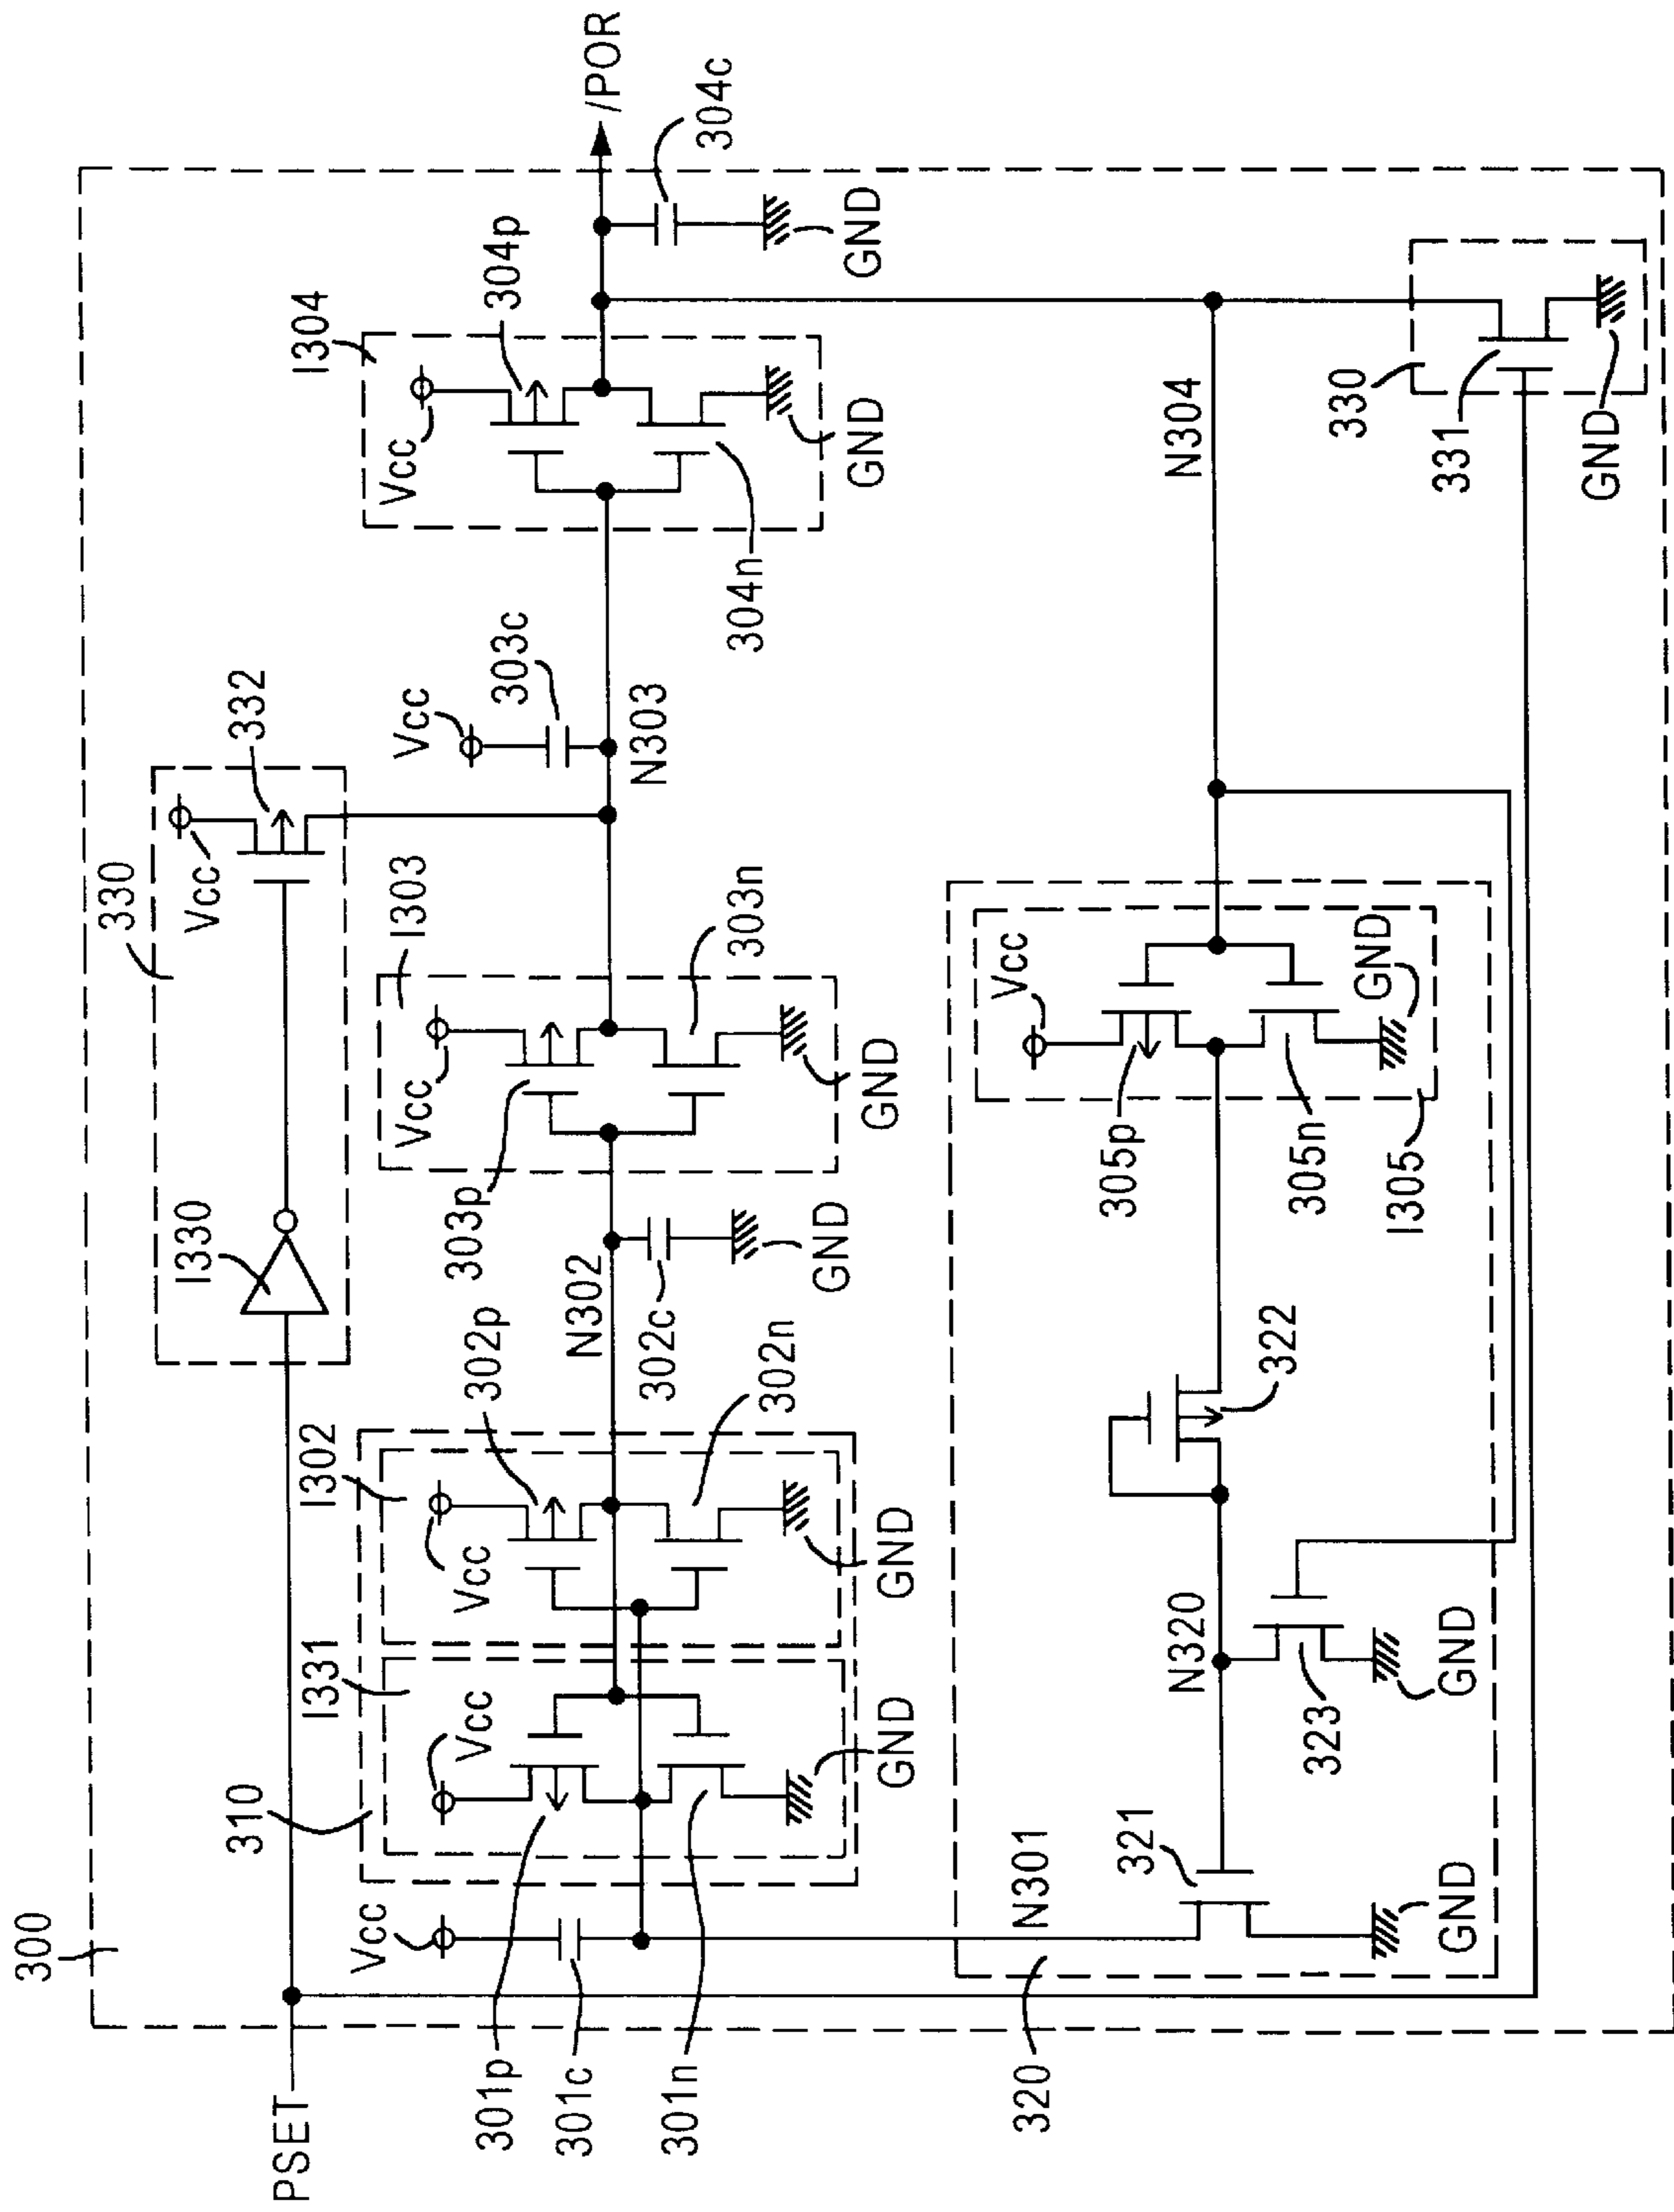 300
330
I330
Vcc
332
310
PSET
I331
I302
I304
Vcc
Vcc
Vcc
Vcc
Vcc
Vcc
I303
302p
303p
304p
301p
301c
301n
N302
302c
N303
303c
/POR
304c
302n
303n
304n
GND
GND
GND
GND
GND
GND
320
N301
Vcc
321
N320
322
305p
N304
323
305n
I305
GND
GND
GND
330
331
GND